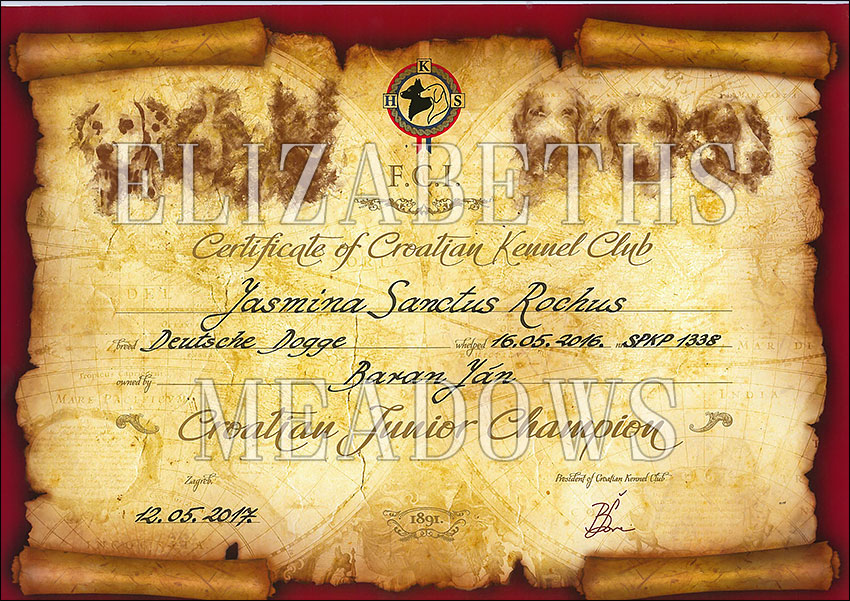 K
H S
F.C.I.
ELIZABETHS
Certificate of Croatian Kennel Club
Yasmina Sanctus Rochus
breed Deutsche Dogge whelped 16.05.2016. nr. SPKP 1338
owned by Baran Ján
MEADOWS
Croatian Junior Champion
Zagreb, President of Croatian Kennel Club
12.05.2017.
1891.